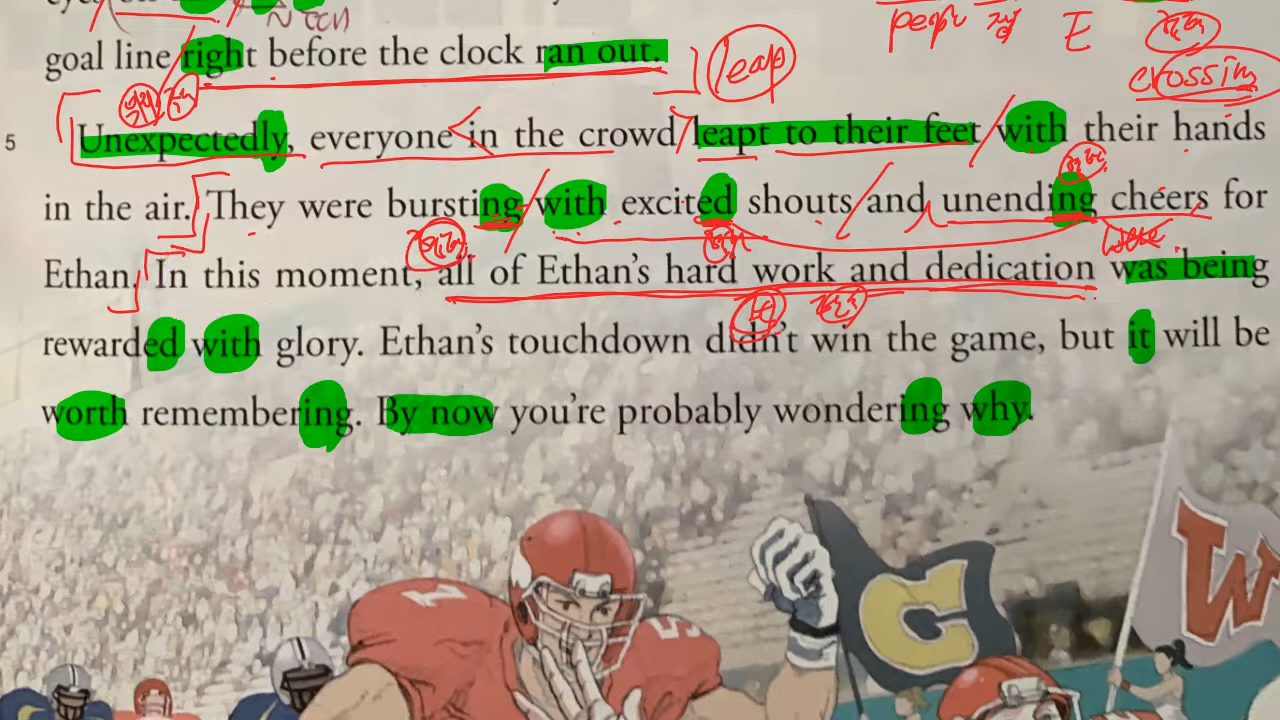 people E
goal line right before the clock ran out. leap
crossing
5 Unexpectedly, everyone in the crowd leapt to their feet with their hands
in the air. They were bursting with excited shouts and unending cheers for
Ethan. In this moment, all of Ethan's hard work and dedication was being
rewarded with glory. Ethan's touchdown didn't win the game, but it will be
worth remembering. By now you're probably wondering why.
1 5
C
W